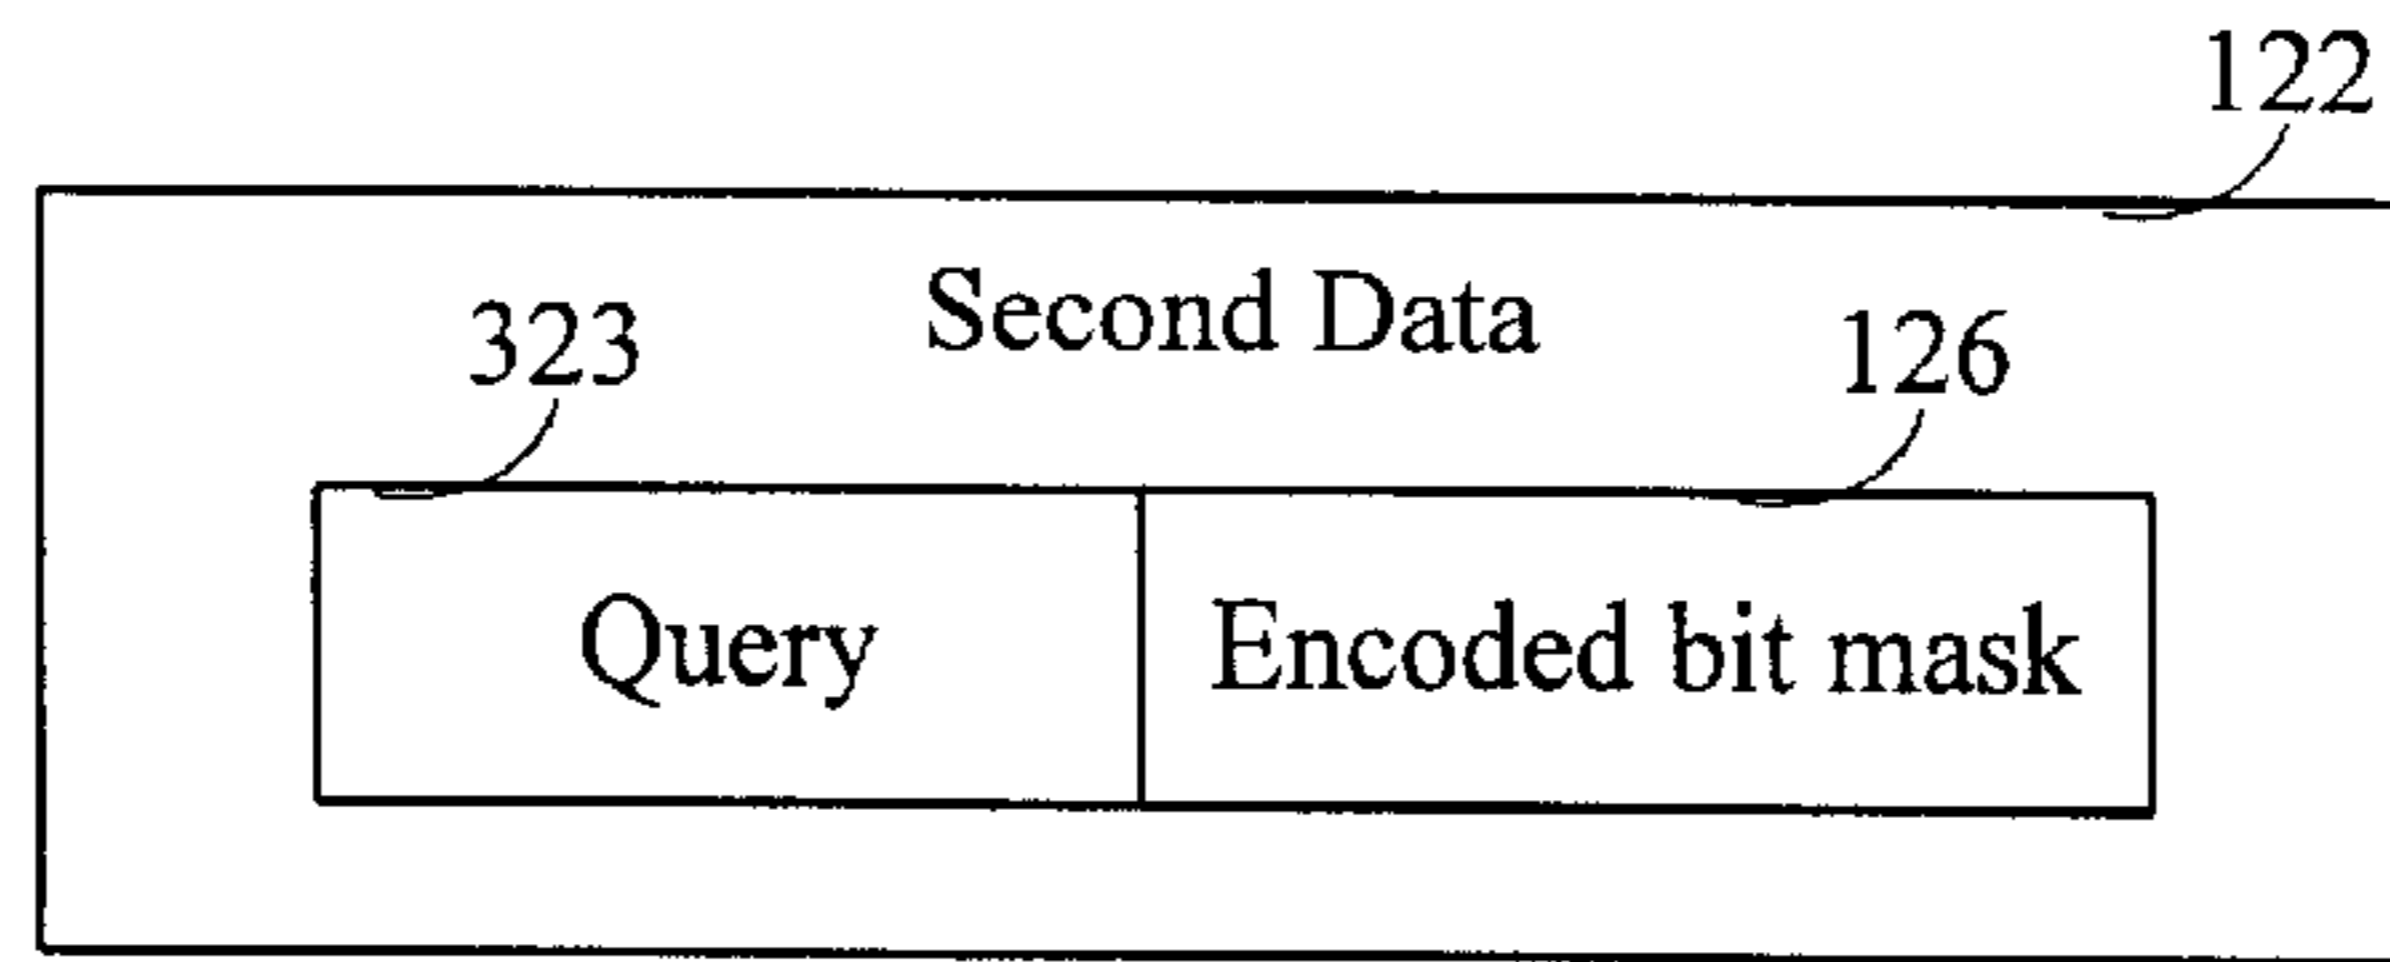 122
Second Data
323
126
Query
Encoded bit mask